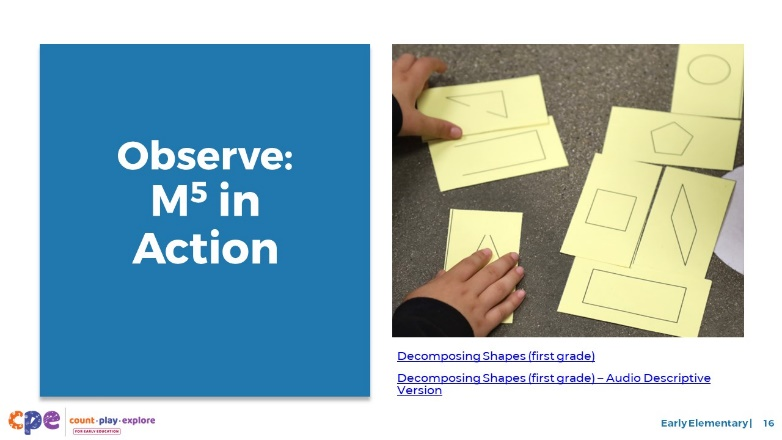 Observe:
M⁵ in
Action
Decomposing Shapes (first grade)
Decomposing Shapes (first grade) – Audio Descriptive
Version
cpe
count·play·explore
FOR EARLY EDUCATION
Early Elementary| 16